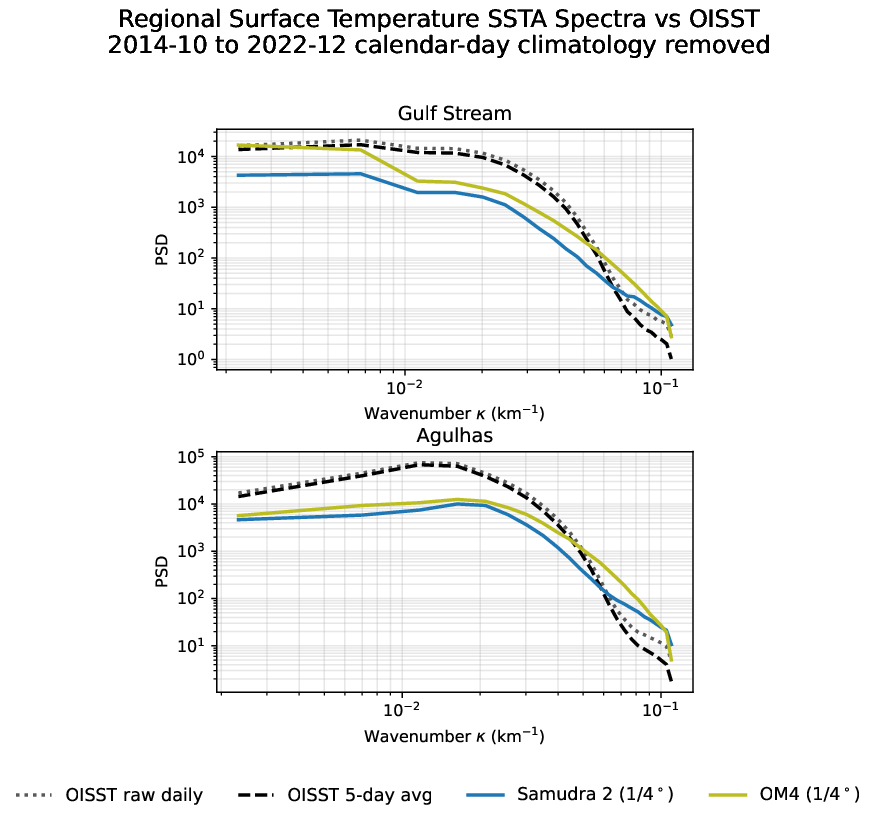 Regional Surface Temperature SSTA Spectra vs OISST
2014-10 to 2022-12 calendar-day climatology removed
Gulf Stream
PSD
10⁴
10³
10²
10¹
10⁰
10⁻²
10⁻¹
Wavenumber κ (km⁻¹)
Agulhas
PSD
10⁵
10⁴
10³
10²
10¹
10⁻²
10⁻¹
Wavenumber κ (km⁻¹)
OISST raw daily
OISST 5-day avg
Samudra 2 (1/4°)
OM4 (1/4°)